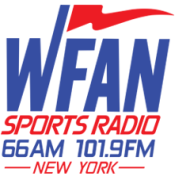 WFAN
SPORTS RADIO
66AM 101.9FM
NEW YORK